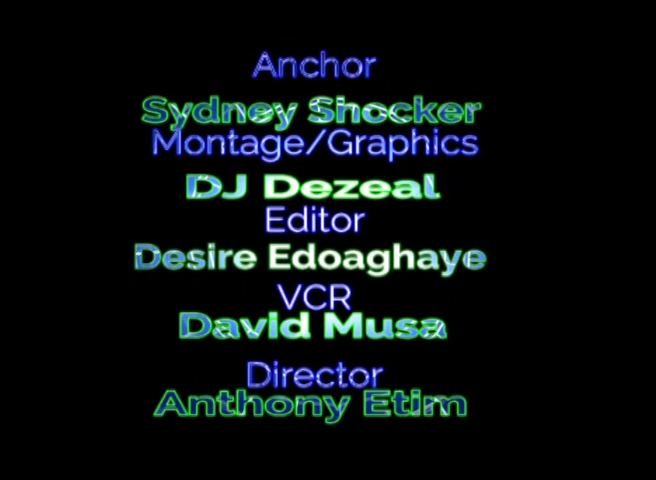 Anchor
Sydney Shocker
Montage/Graphics
DJ Dezeal
Editor
Desire Edoaghaye
VCR
David Musa
Director
Anthony Etim